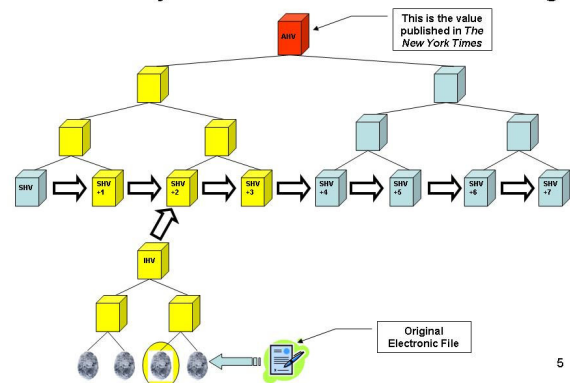 This is the value
published in The
New York Times
AHV
SHV
SHV
+1
SHV
+2
SHV
+3
SHV
+4
SHV
+5
SHV
+6
SHV
+7
IHV
Original
Electronic File
5